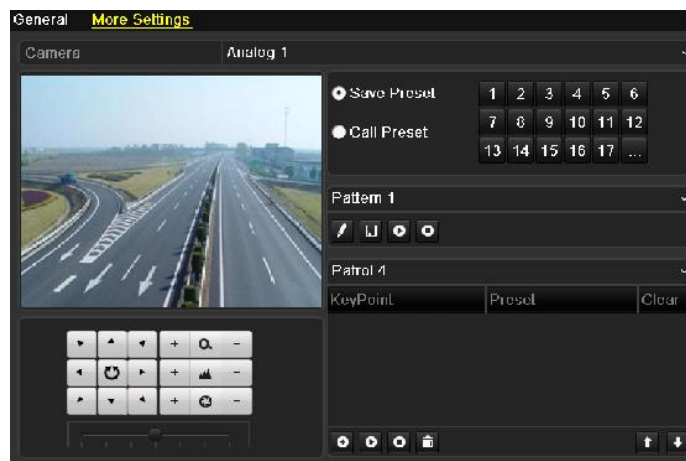 General More Settings
Camera Analog 1
Save Preset
Call Preset
1 2 3 4 5 6
7 8 9 10 11 12
13 14 15 16 17 ...
Pattern 1
Patrol 4
KeyPoint Preset Clear